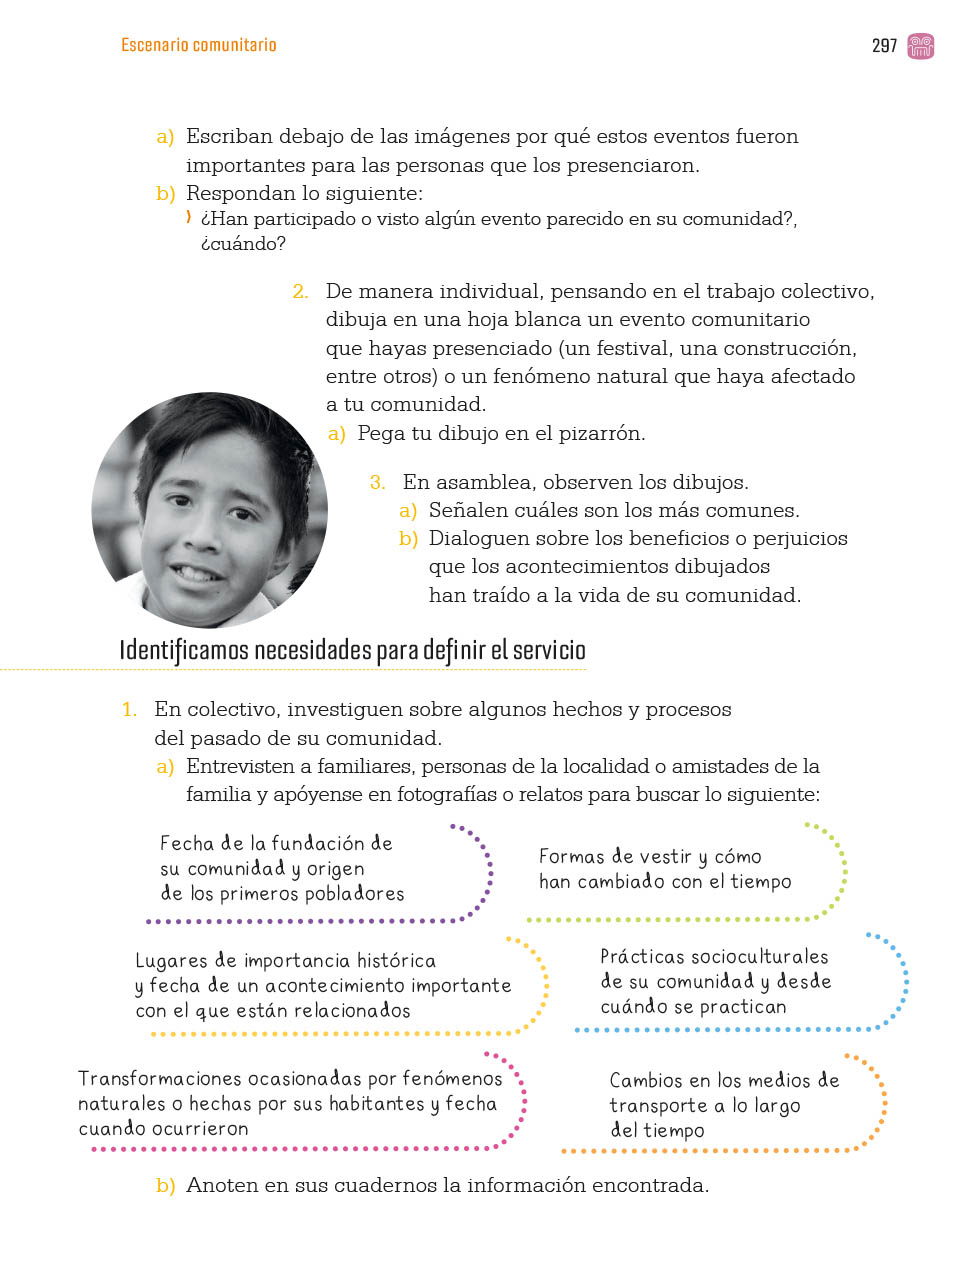 Escenario comunitario
297
a) Escriban debajo de las imágenes por qué estos eventos fueron
importantes para las personas que los presenciaron.
b) Respondan lo siguiente:
¿Han participado o visto algún evento parecido en su comunidad?,
¿cuándo?
2. De manera individual, pensando en el trabajo colectivo,
dibuja en una hoja blanca un evento comunitario
que hayas presenciado (un festival, una construcción,
entre otros) o un fenómeno natural que haya afectado
a tu comunidad.
a) Pega tu dibujo en el pizarrón.
3. En asamblea, observen los dibujos.
a) Señalen cuáles son los más comunes.
b) Dialoguen sobre los beneficios o perjuicios
que los acontecimientos dibujados
han traído a la vida de su comunidad.
Identificamos necesidades para definir el servicio
1. En colectivo, investiguen sobre algunos hechos y procesos
del pasado de su comunidad.
a) Entrevisten a familiares, personas de la localidad o amistades de la
familia y apóyense en fotografías o relatos para buscar lo siguiente:
Fecha de la fundación de
su comunidad y origen
de los primeros pobladores
Formas de vestir y cómo
han cambiado con el tiempo
Lugares de importancia histórica
y fecha de un acontecimiento importante
con el que están relacionados
Prácticas socioculturales
de su comunidad y desde
cuándo se practican
Transformaciones ocasionadas por fenómenos
naturales o hechas por sus habitantes y fecha
cuando ocurrieron
Cambios en los medios de
transporte a lo largo
del tiempo
b) Anoten en sus cuadernos la información encontrada.